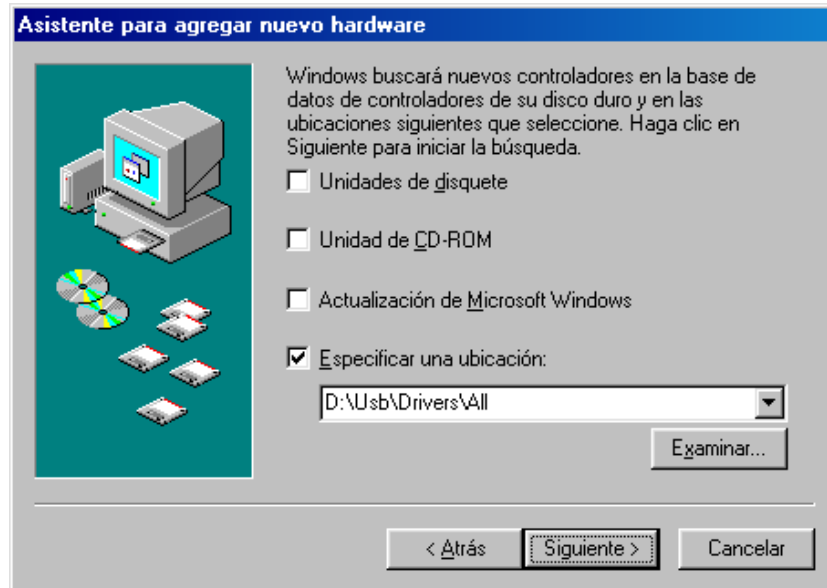 Asistente para agregar nuevo hardware
Windows buscará nuevos controladores en la base de
datos de controladores de su disco duro y en las
ubicaciones siguientes que seleccione. Haga clic en
Siguiente para iniciar la búsqueda.
Unidades de disquete
Unidad de CD-ROM
Actualización de Microsoft Windows
Especificar una ubicación:
D:\Usb\Drivers\All
Examinar...
< Atrás
Siguiente >
Cancelar